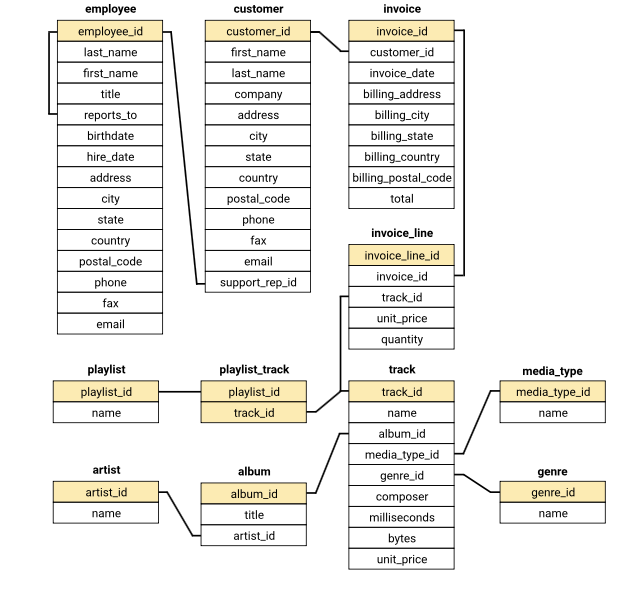 employee
employee_id
last_name
first_name
title
reports_to
birthdate
hire_date
address
city
state
country
postal_code
phone
fax
email
customer
customer_id
first_name
last_name
company
address
city
state
country
postal_code
phone
fax
email
support_rep_id
invoice
invoice_id
customer_id
invoice_date
billing_address
billing_city
billing_state
billing_country
billing_postal_code
total
invoice_line
invoice_line_id
invoice_id
track_id
unit_price
quantity
playlist
playlist_id
name
playlist_track
playlist_id
track_id
track
track_id
name
album_id
media_type_id
genre_id
composer
milliseconds
bytes
unit_price
media_type
media_type_id
name
artist
artist_id
name
album
album_id
title
artist_id
genre
genre_id
name